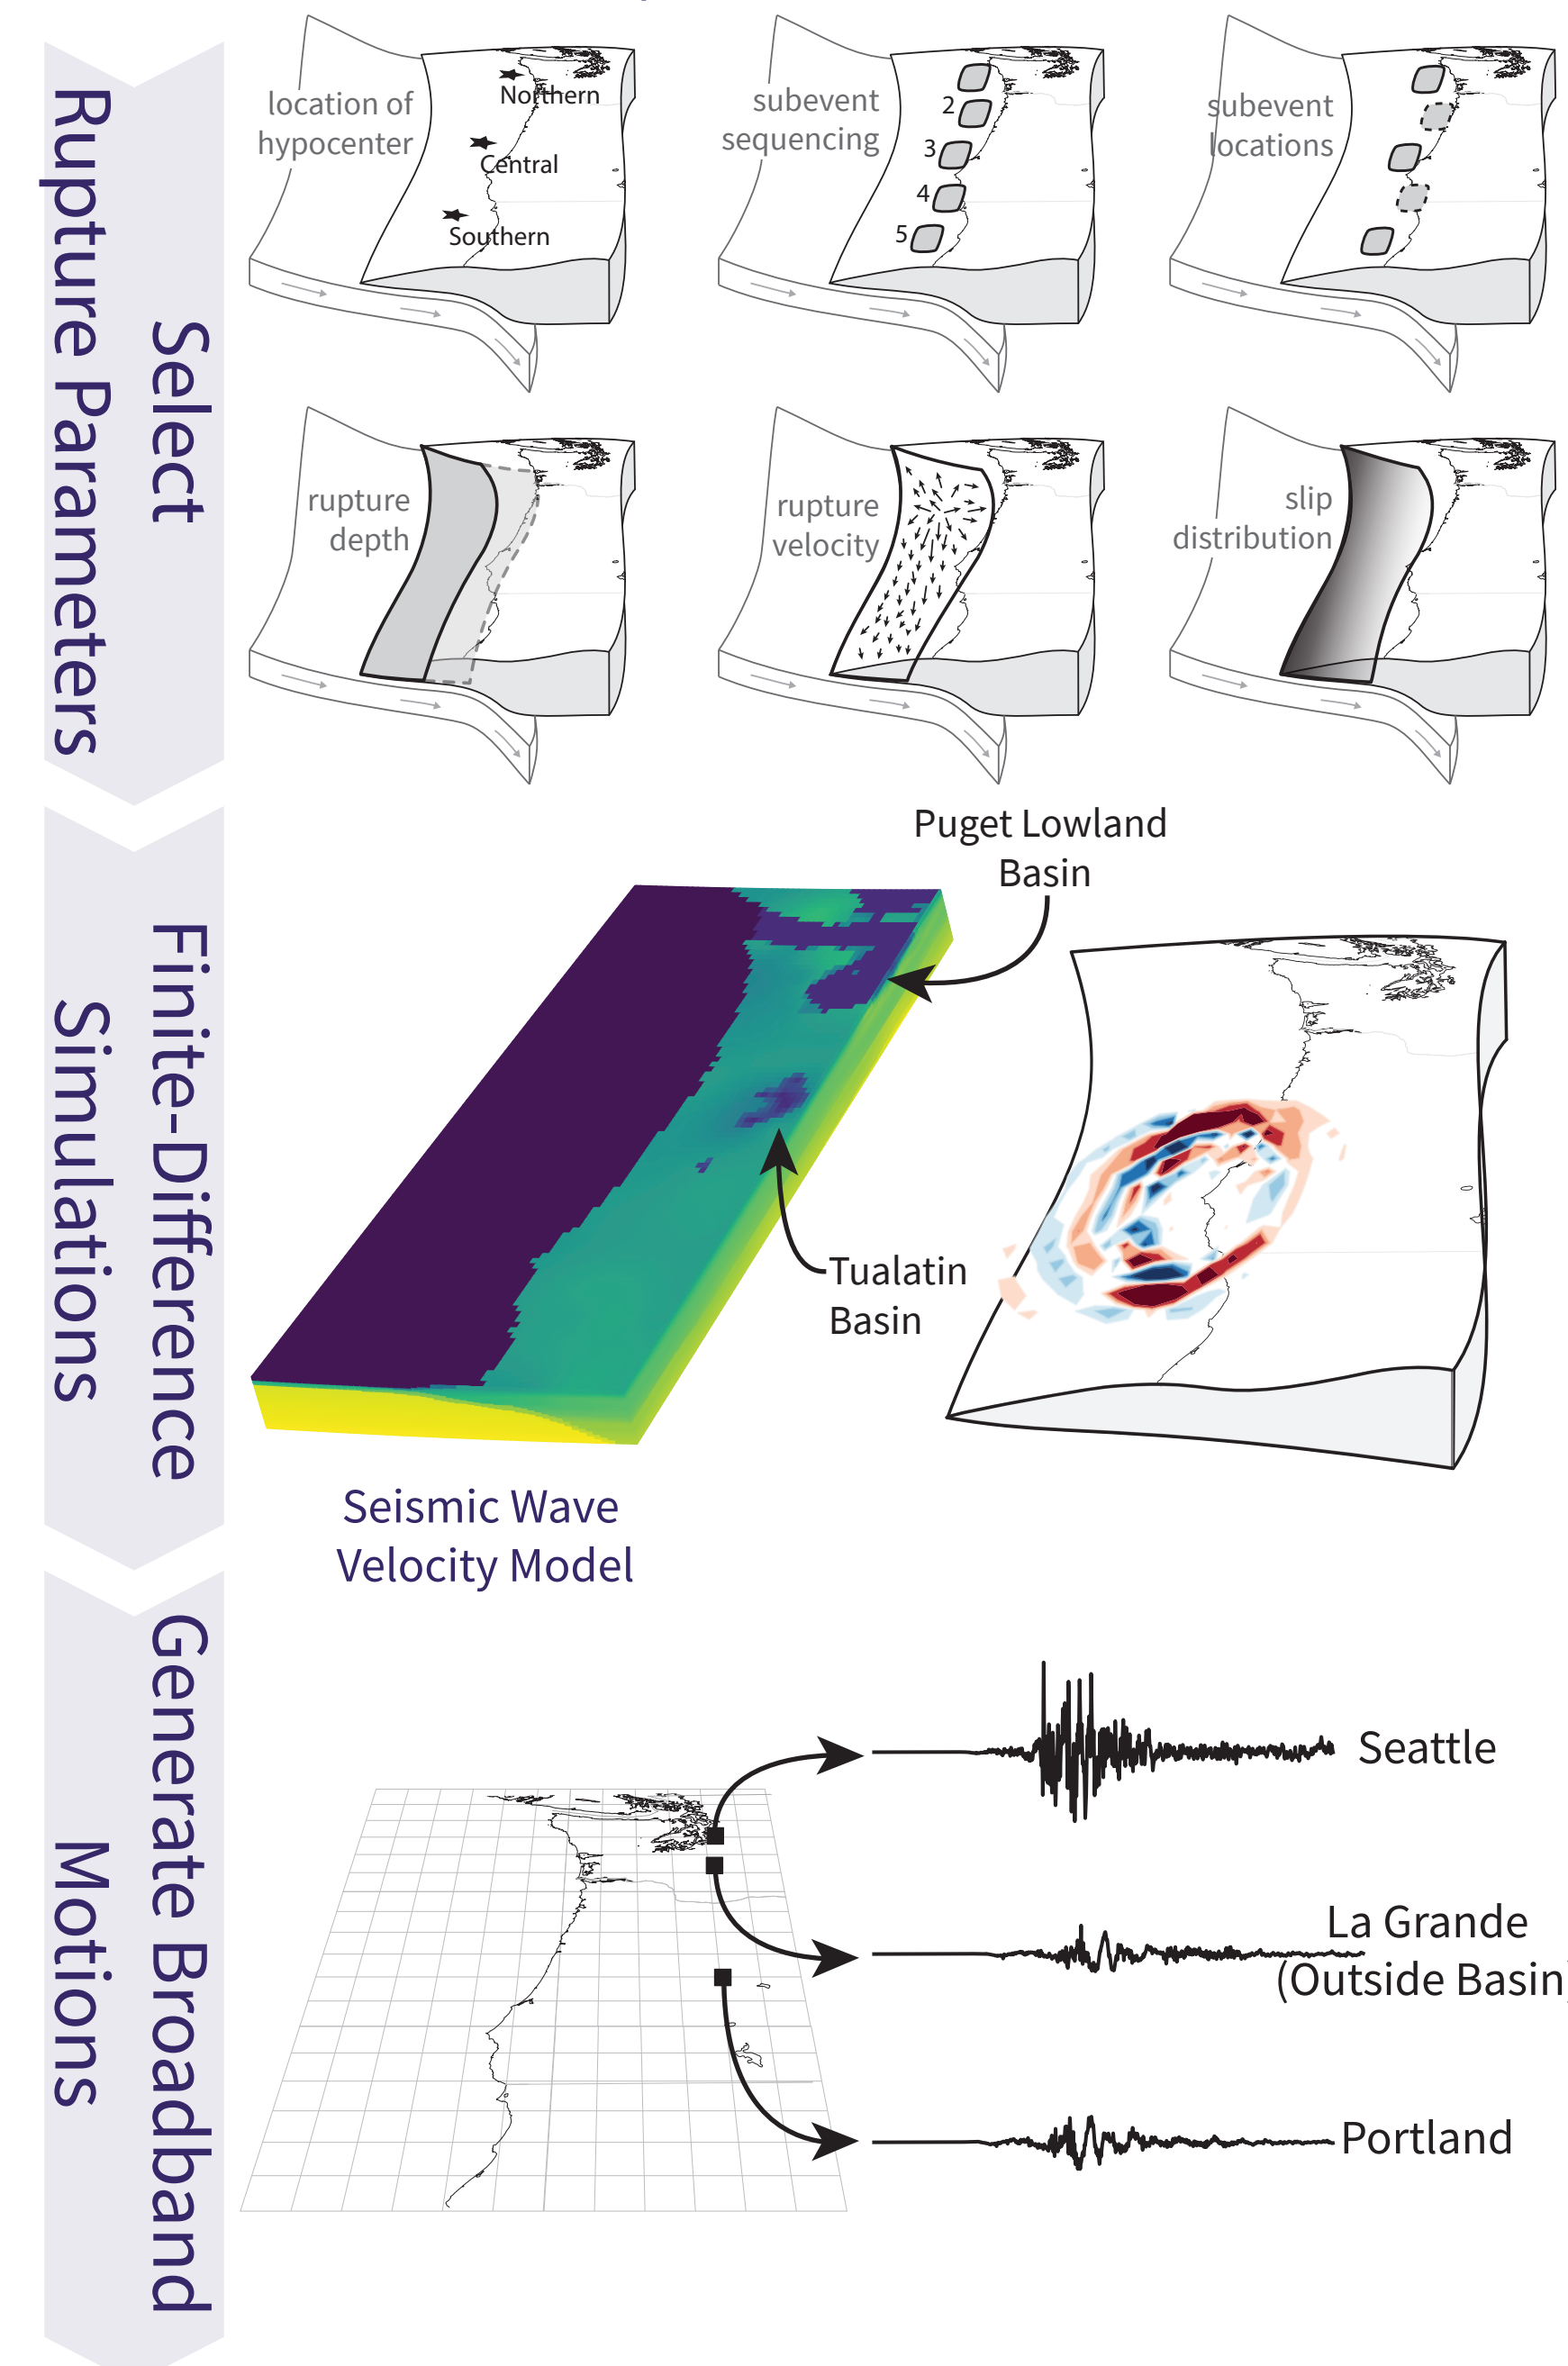 Select
Rupture Parameters
location of
hypocenter
Northern
Central
Southern
subevent
sequencing
2
3
4
5
subevent
locations
rupture
depth
rupture
velocity
slip
distribution
Finite-Difference
Simulations
Puget Lowland
Basin
Tualatin
Basin
Seismic Wave
Velocity Model
Generate Broadband
Motions
Seattle
La Grande
(Outside Basin)
Portland